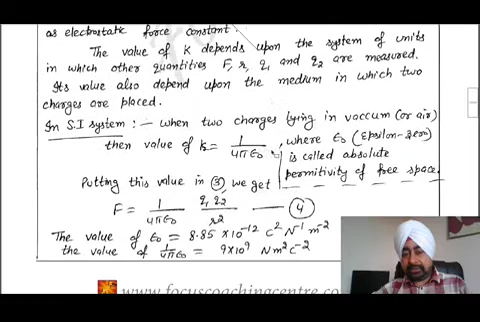 as electrostatic force constant.
The value of K depends upon the system of units
in which other quantities F, r, q₁ and q₂ are measured.
Its value also depend upon the medium in which two
charges are placed.
In S.I system :— when two charges lying in vaccum (or air)
then value of k = 1/4πε₀ , where ε₀ (Epsilon-zero)
is called absolute
permitivity of free space.
Putting this value in ③, we get
F = 1/4πε₀ q₁ q₂/r² — ④
The value of ε₀ = 8.85 × 10⁻¹² C² N⁻¹ m⁻²
the value of 1/4πε₀ = 9×10⁹ N m² C⁻²
www.focuscoachingcentre.co